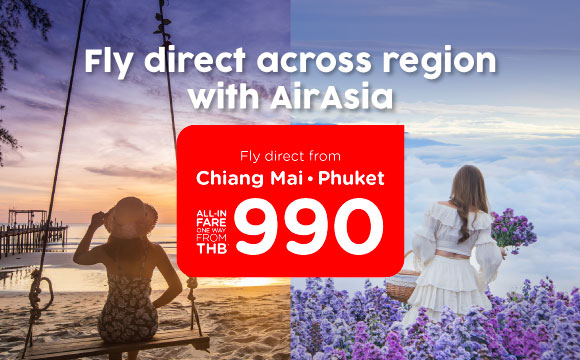 Fly direct across region
with AirAsia
Fly direct from
Chiang Mai • Phuket
ALL-IN
FARE
ONE WAY
FROM
THB
990